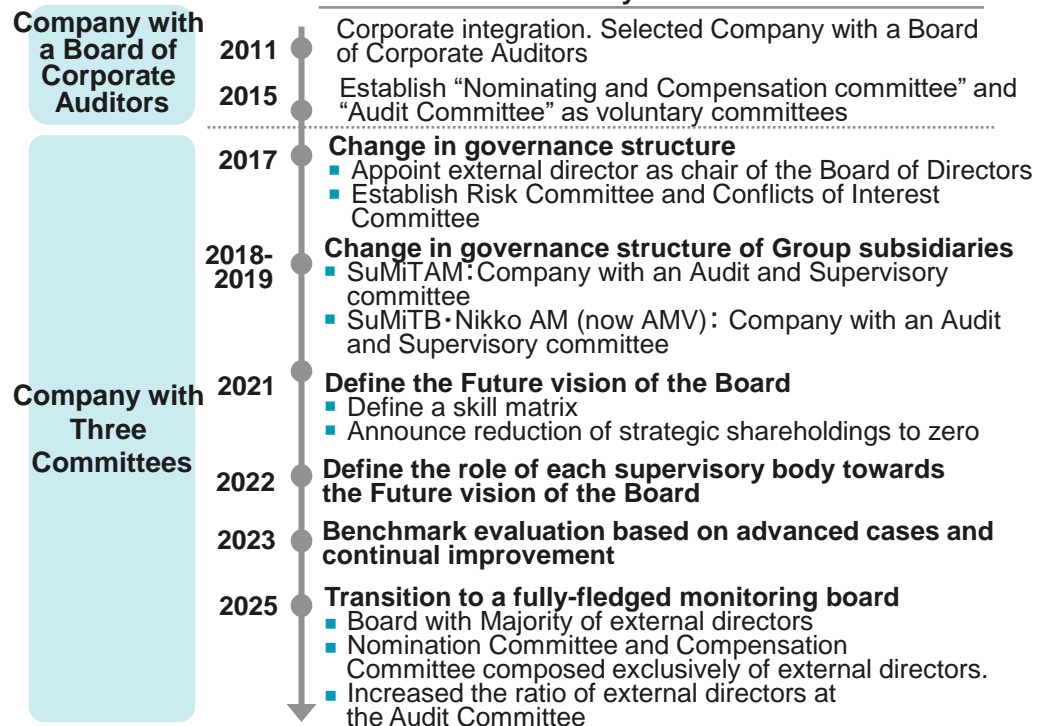 Company with
a Board of
Corporate
Auditors
2011
Corporate integration. Selected Company with a Board
of Corporate Auditors
2015
Establish “Nominating and Compensation committee” and
“Audit Committee” as voluntary committees
Company with
Three
Committees
2017
Change in governance structure
▪ Appoint external director as chair of the Board of Directors
▪ Establish Risk Committee and Conflicts of Interest
Committee
2018-
2019
Change in governance structure of Group subsidiaries
▪ SuMiTAM：Company with an Audit and Supervisory
committee
▪ SuMiTB・Nikko AM (now AMV)： Company with an Audit
and Supervisory committee
2021
Define the Future vision of the Board
▪ Define a skill matrix
▪ Announce reduction of strategic shareholdings to zero
2022
Define the role of each supervisory body towards
the Future vision of the Board
2023
Benchmark evaluation based on advanced cases and
continual improvement
2025
Transition to a fully-fledged monitoring board
▪ Board with Majority of external directors
▪ Nomination Committee and Compensation
Committee composed exclusively of external directors.
▪ Increased the ratio of external directors at
the Audit Committee